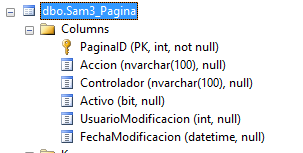 dbo.Sam3_Pagina
Columns
PaginaID (PK, int, not null)
Accion (nvarchar(100), null)
Controlador (nvarchar(100), null)
Activo (bit, null)
UsuarioModificacion (int, null)
FechaModificacion (datetime, null)